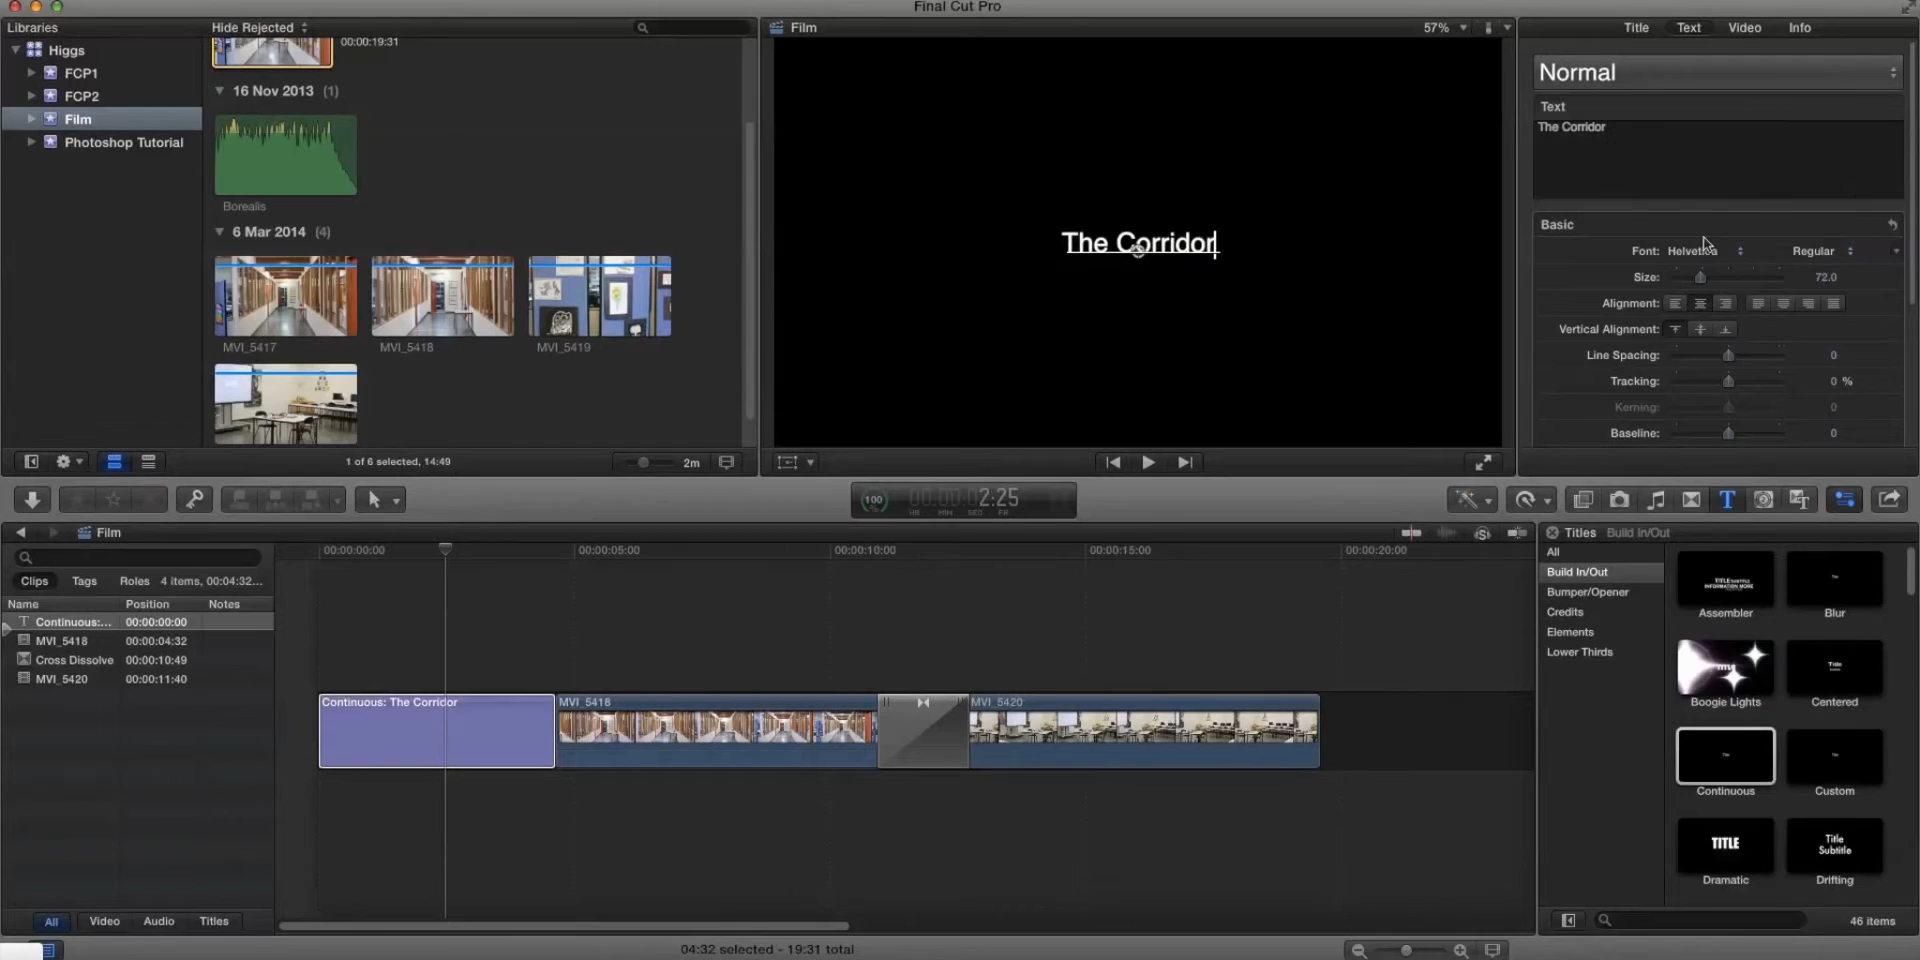 Final Cut Pro
Libraries
Hide Rejected
Film
57%
Title
Text
Video
Info
Higgs
FCP1
FCP2
Film
Photoshop Tutorial
00:00:19:31
16 Nov 2013 (1)
Borealis
6 Mar 2014 (4)
MVI_5417
MVI_5418
MVI_5419
The Corridor
Normal
Text
The Corridor
Basic
Font: Helvetica Regular
Size: 72.0
Alignment:
Vertical Alignment:
Line Spacing: 0
Tracking: 0 %
Kerning: 0
Baseline: 0
1 of 6 selected, 14:49
2m
100
00:00:02:25
HR MIN SEC FR
Film
Clips
Tags
Roles
4 items, 00:04:32...
Name
Position
Notes
Continuous:... 00:00:00:00
MVI_5418 00:00:04:32
Cross Dissolve 00:00:10:49
MVI_5420 00:00:11:40
00:00:00:00
00:00:05:00
00:00:10:00
00:00:15:00
00:00:20:00
Continuous: The Corridor
MVI_5418
MVI_5420
Titles
Build In/Out
All
Build In/Out
Bumper/Opener
Credits
Elements
Lower Thirds
Assembler
Blur
Title
Boogie Lights
Centered
Continuous
Custom
TITLE
Title
Subtitle
Dramatic
Drifting
All
Video
Audio
Titles
46 items
04:32 selected - 19:31 total